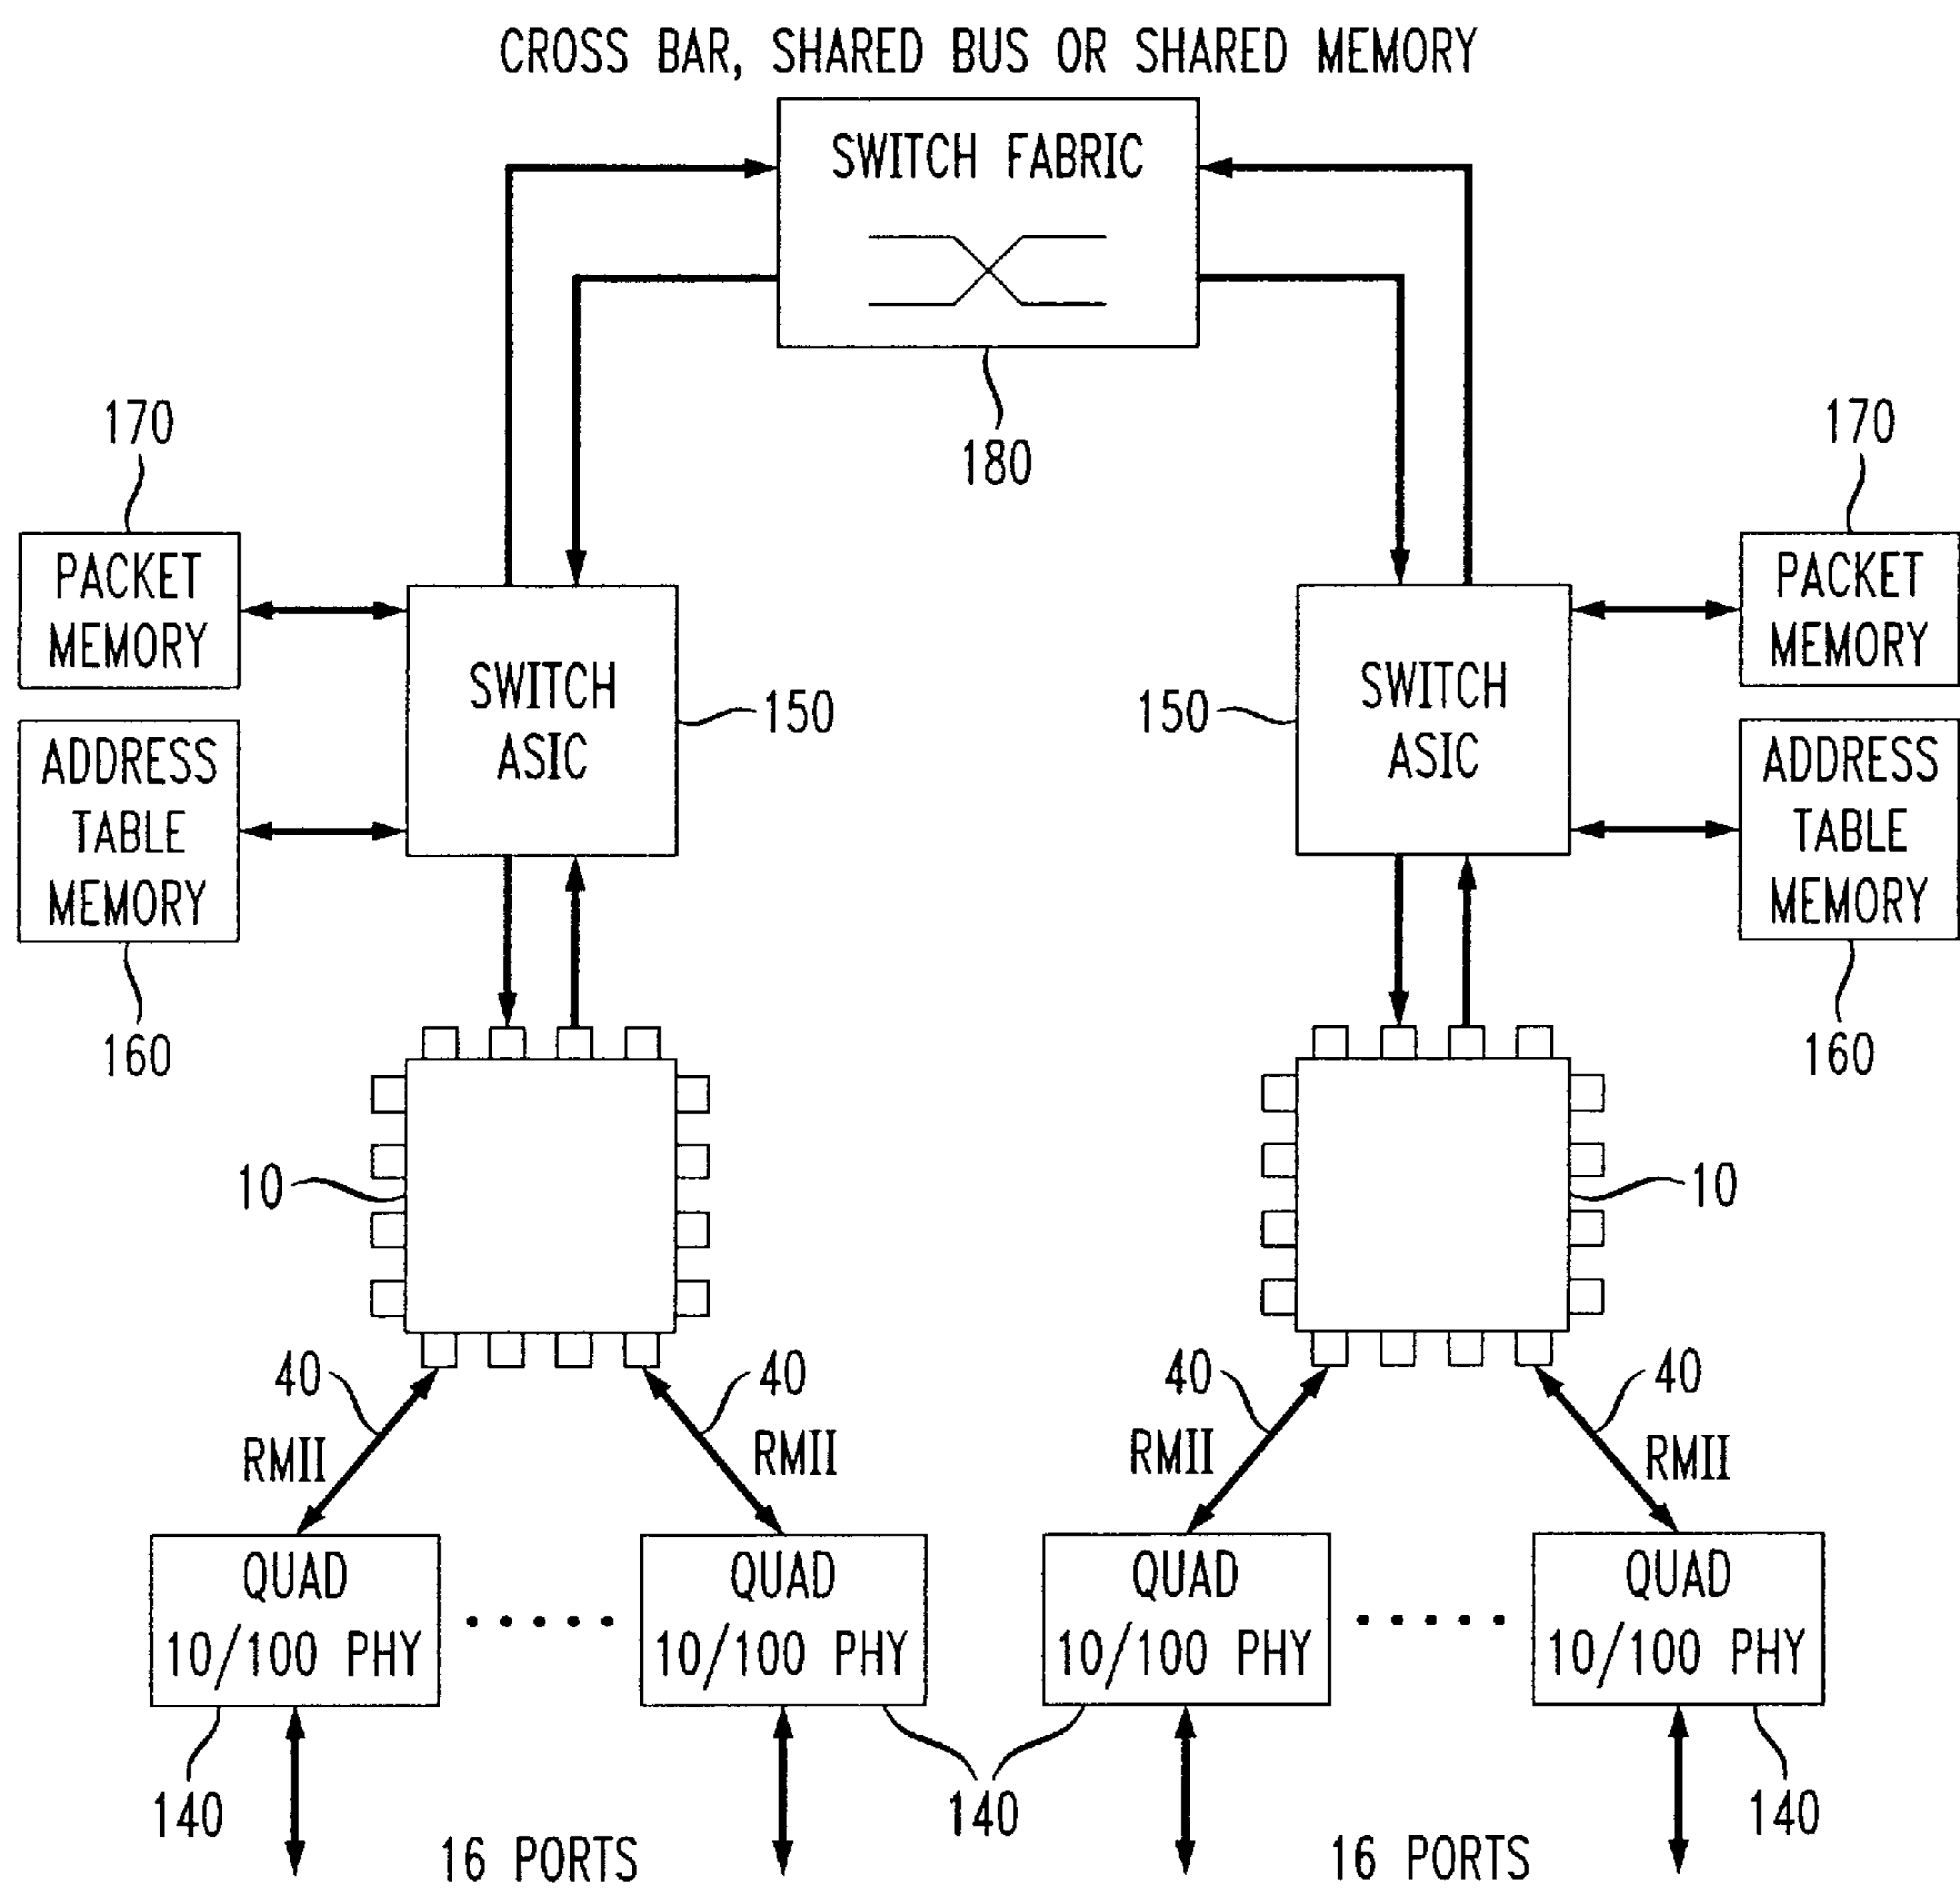 CROSS BAR, SHARED BUS OR SHARED MEMORY
SWITCH FABRIC
180
170
170
PACKET
MEMORY
PACKET
MEMORY
SWITCH
ASIC
150
150
SWITCH
ASIC
ADDRESS
TABLE
MEMORY
ADDRESS
TABLE
MEMORY
160
160
10
10
40
40
40
40
RMII
RMII
RMII
RMII
QUAD
10/100 PHY
QUAD
10/100 PHY
QUAD
10/100 PHY
QUAD
10/100 PHY
140
140
140
16 PORTS
16 PORTS